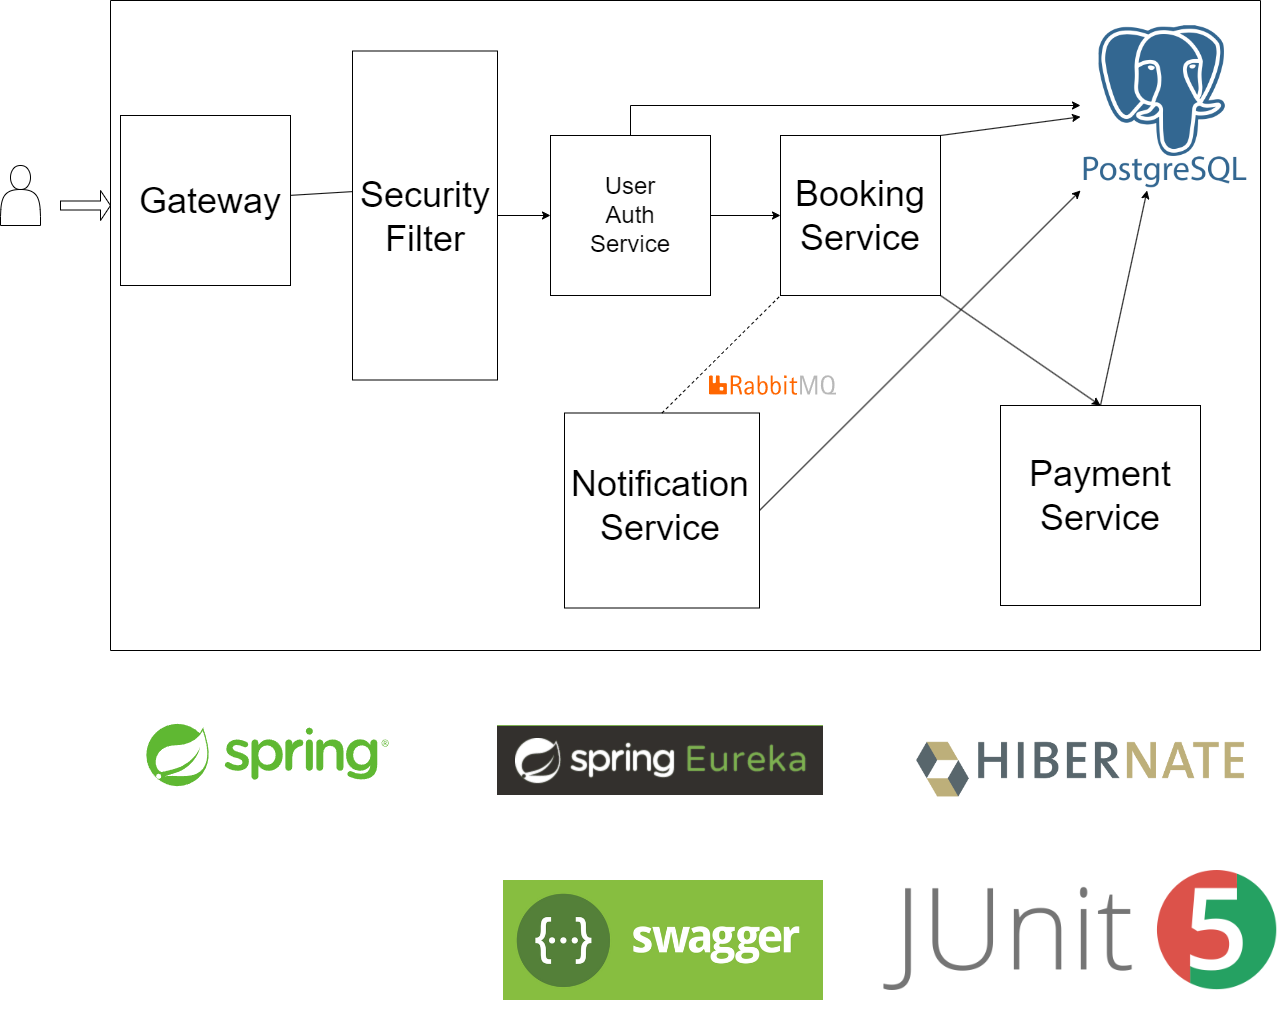 Gateway
Security
Filter
User
Auth
Service
Booking
Service
PostgreSQL
RabbitMQ
Notification
Service
Payment
Service
spring®
spring Eureka
HIBERNATE
{···} swagger
JUnit 5